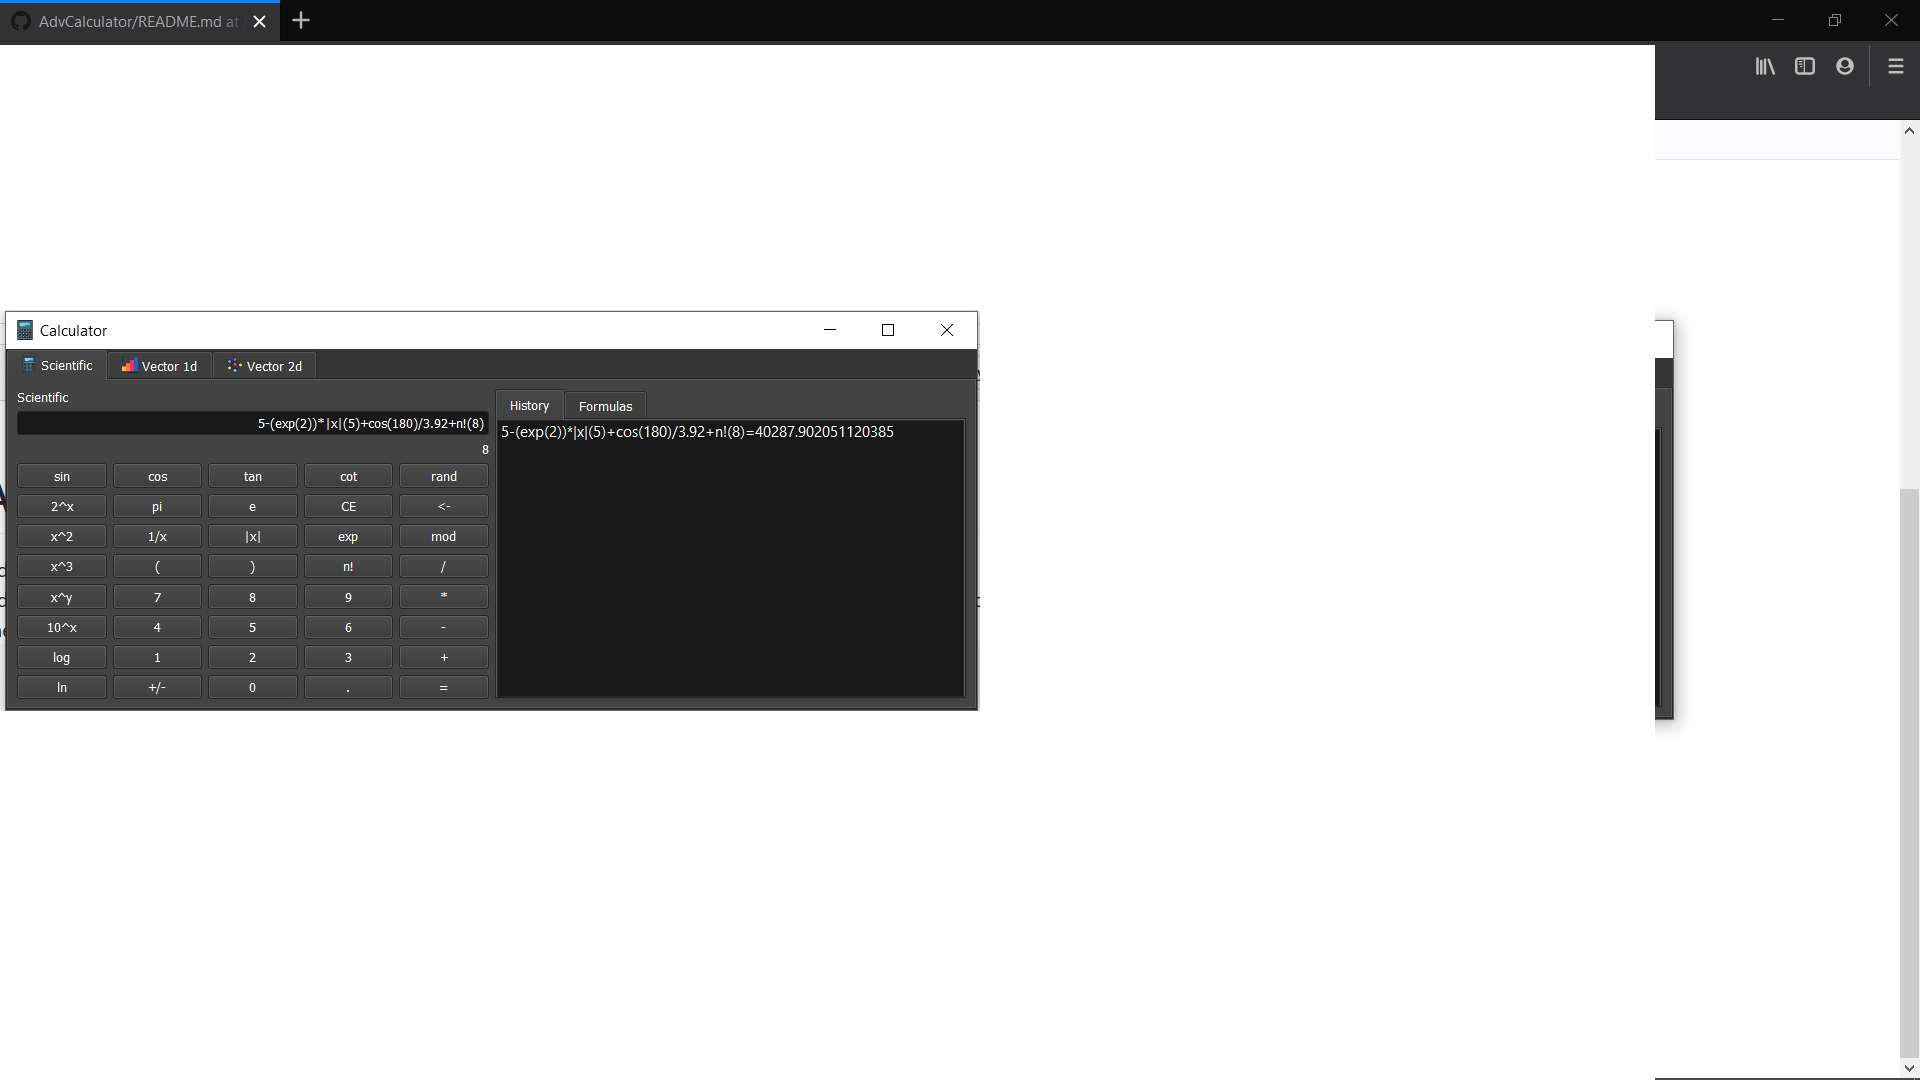 AdvCalculator/README.md at
Calculator
Scientific
Vector 1d
Vector 2d
Scientific
5-(exp(2))*|x|(5)+cos(180)/3.92+n!(8)
8
sin cos tan cot rand
2^x pi e CE <-
x^2 1/x |x| exp mod
x^3 ( ) n! /
x^y 7 8 9 *
10^x 4 5 6 -
log 1 2 3 +
ln +/- 0 . =
History
Formulas
5-(exp(2))*|x|(5)+cos(180)/3.92+n!(8)=40287.902051120385